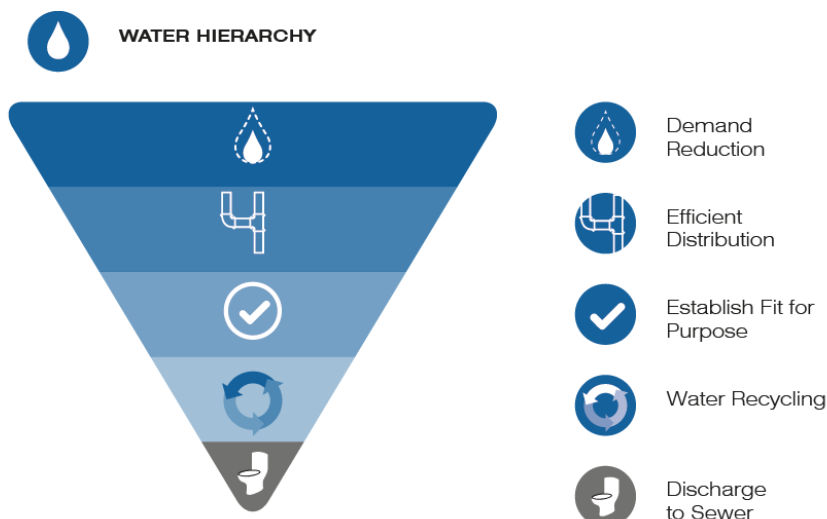 WATER HIERARCHY
Demand
Reduction
Efficient
Distribution
Establish Fit for
Purpose
Water Recycling
Discharge
to Sewer